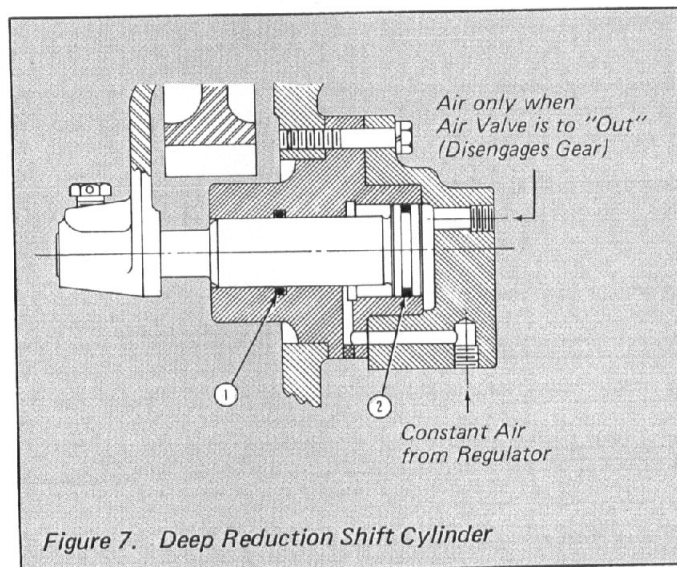 Air only when
Air Valve is to "Out"
(Disengages Gear)
1
2
Constant Air
from Regulator
Figure 7. Deep Reduction Shift Cylinder